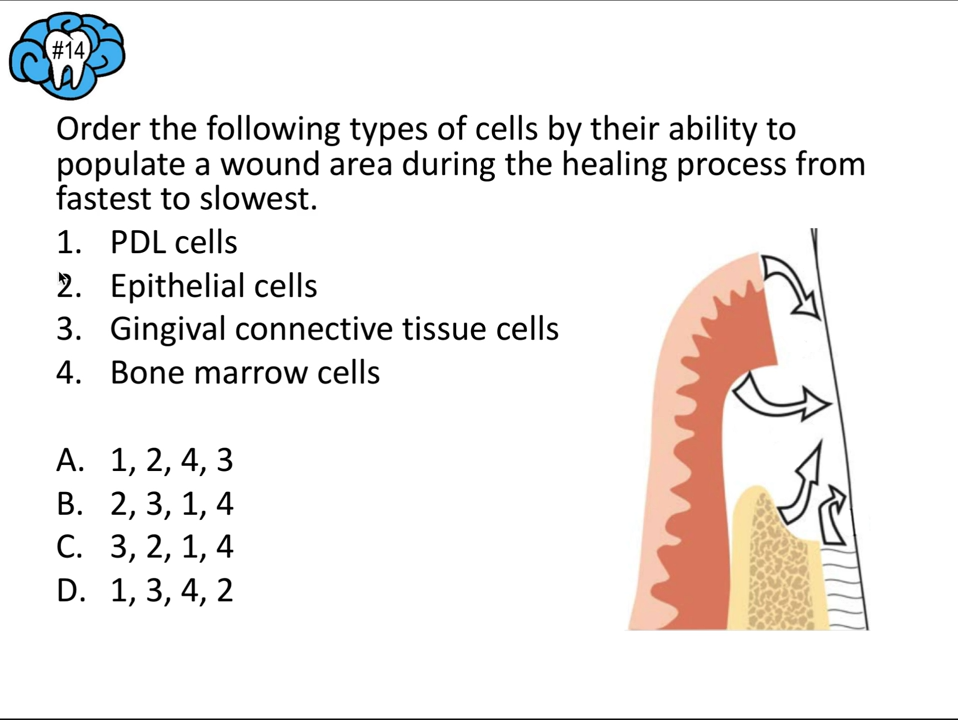 #14
Order the following types of cells by their ability to
populate a wound area during the healing process from
fastest to slowest.
1. PDL cells
2. Epithelial cells
3. Gingival connective tissue cells
4. Bone marrow cells
A. 1, 2, 4, 3
B. 2, 3, 1, 4
C. 3, 2, 1, 4
D. 1, 3, 4, 2